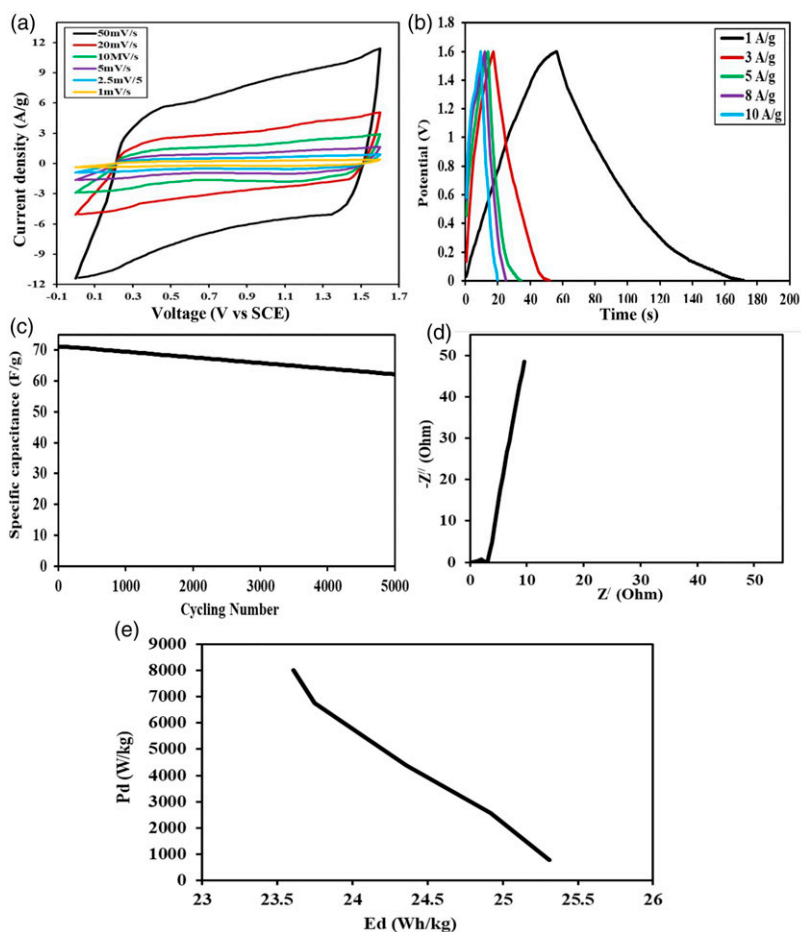 (a)
50mV/s
20mV/s
10MV/s
5mV/s
2.5mV/5
1mV/s
12
9
6
3
0
-3
-6
-9
-12
Current density (A/g)
-0.1 0.1 0.3 0.5 0.7 0.9 1.1 1.3 1.5 1.7
Voltage (V vs SCE)
(b)
1 A/g
3 A/g
5 A/g
8 A/g
10 A/g
1.8
1.6
1.4
1.2
1
0.8
0.6
0.4
0.2
0
Potential (V)
0 20 40 60 80 100 120 140 160 180 200
Time (s)
(c)
70
60
50
40
30
20
10
0
Specific capacitance (F/g)
0 1000 2000 3000 4000 5000
Cycling Number
(d)
50
40
30
20
10
0
-Z// (Ohm)
0 10 20 30 40 50
Z/ (Ohm)
(e)
9000
8000
7000
6000
5000
4000
3000
2000
1000
0
Pd (W/kg)
23 23.5 24 24.5 25 25.5 26
Ed (Wh/kg)